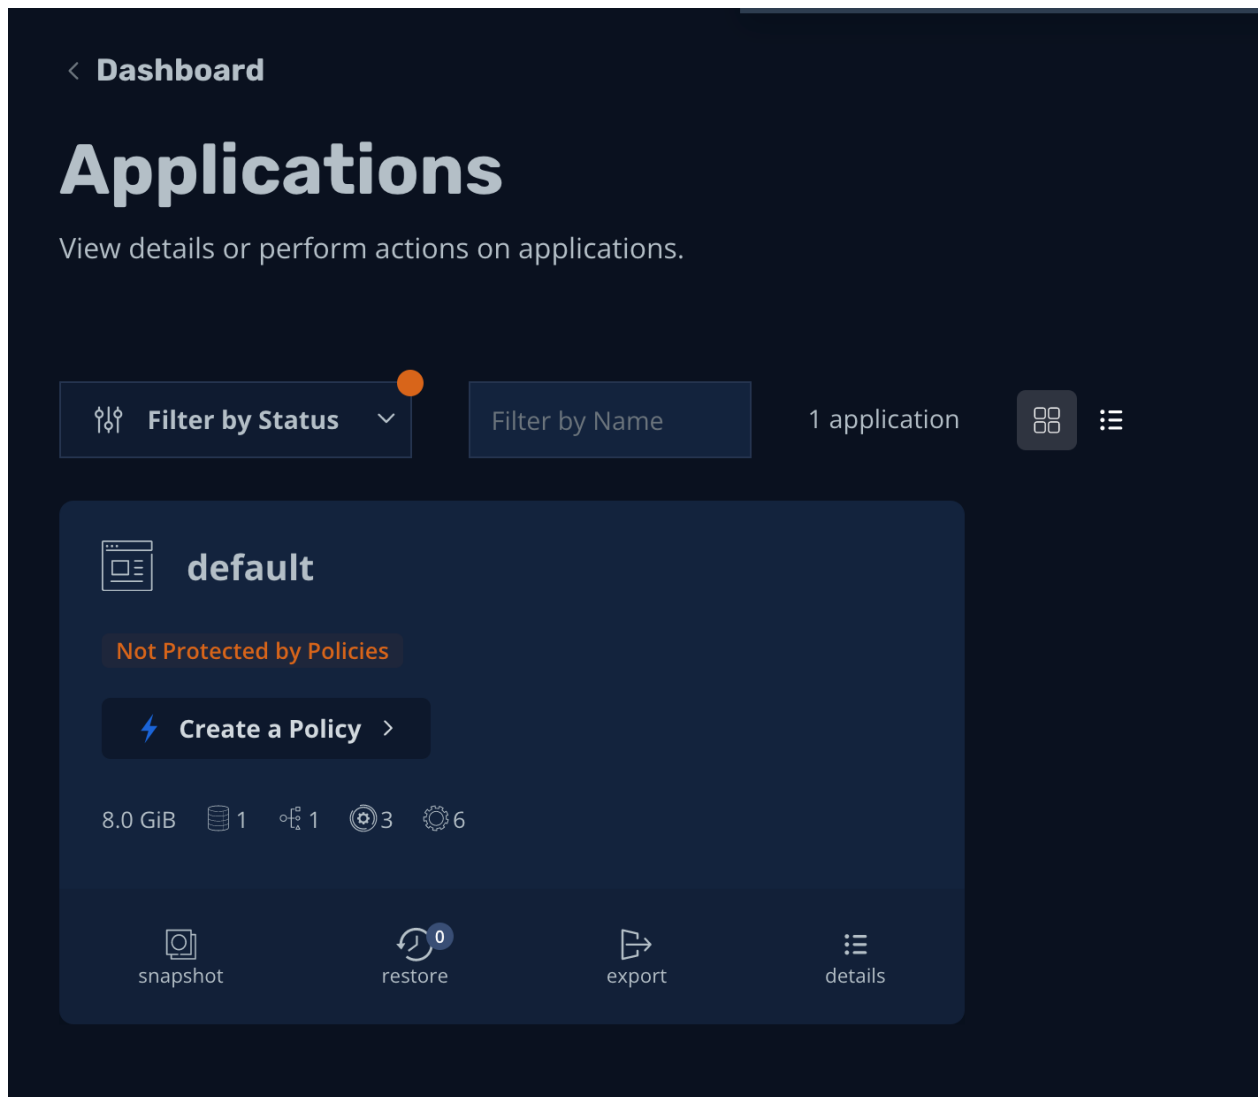 Dashboard
Applications
View details or perform actions on applications.
Filter by Status
Filter by Name
1 application
default
Not Protected by Policies
Create a Policy
8.0 GiB 1 1 3 6
0
snapshot restore export details